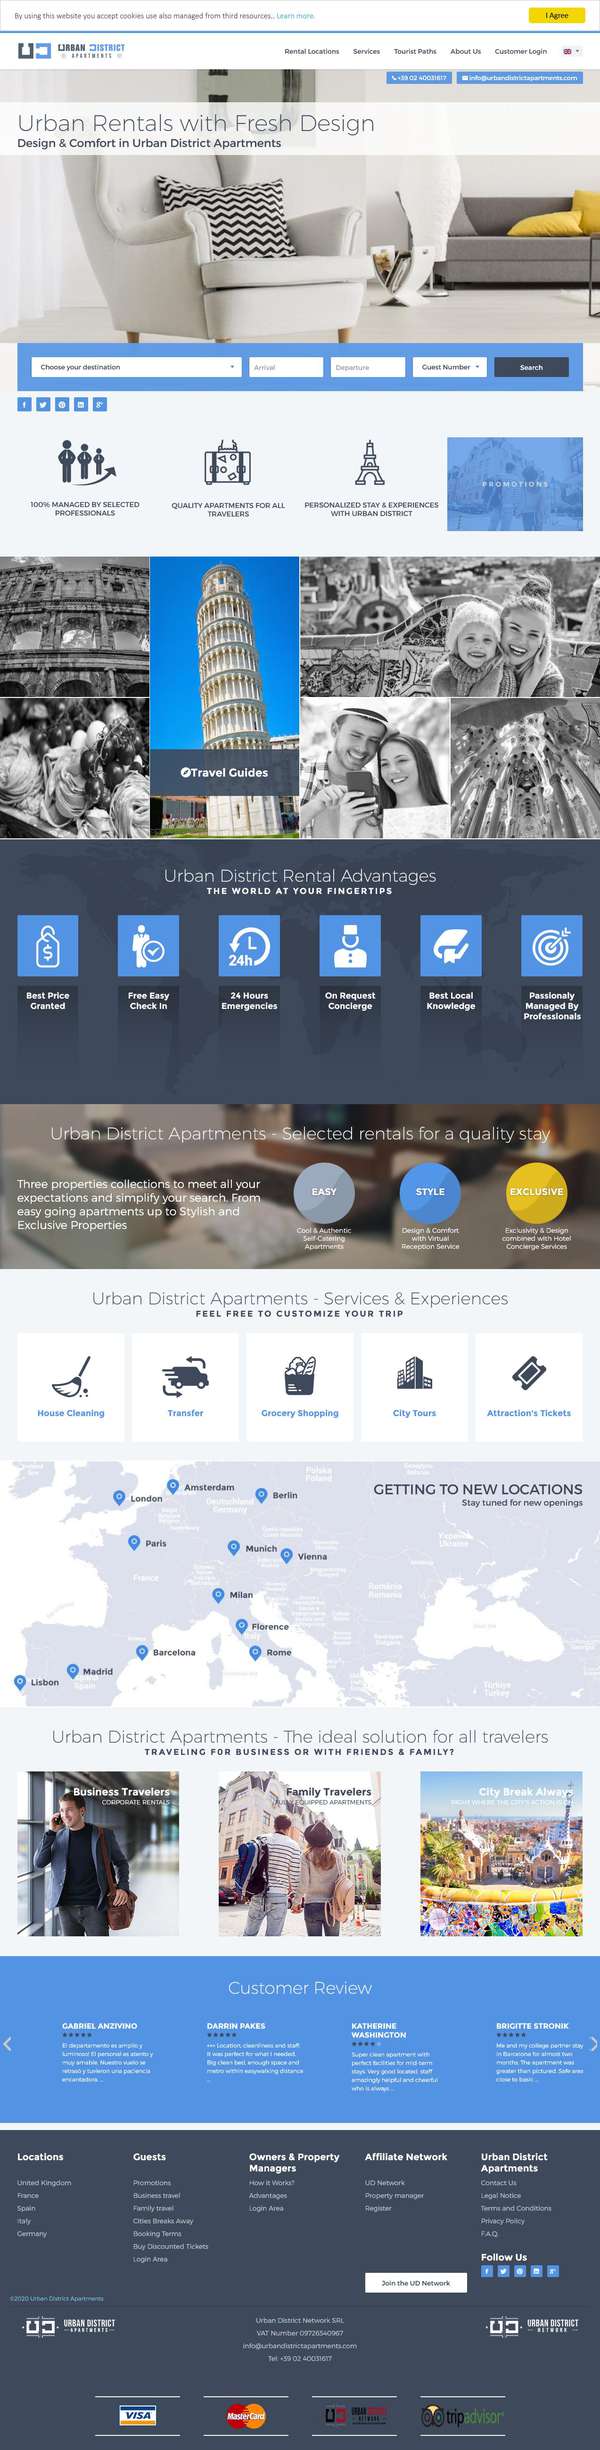 By using this website you accept cookies use also managed from third resources.. Learn more.
I Agree
URBAN DISTRICT
APARTMENTS
Rental Locations
Services
Tourist Paths
About Us
Customer Login
+39 02 40031617
info@urbandistrictapartments.com
Urban Rentals with Fresh Design
Design & Comfort in Urban District Apartments
Choose your destination
Arrival
Departure
Guest Number
Search
100% MANAGED BY SELECTED
PROFESSIONALS
QUALITY APARTMENTS FOR ALL
TRAVELERS
PERSONALIZED STAY & EXPERIENCES
WITH URBAN DISTRICT
PROMOTIONS
Travel Guides
Urban District Rental Advantages
THE WORLD AT YOUR FINGERTIPS
24h
Best Price
Granted
Free Easy
Check In
24 Hours
Emergencies
On Request
Concierge
Best Local
Knowledge
Passionaly
Managed By
Professionals
Urban District Apartments - Selected rentals for a quality stay
Three properties collections to meet all your
expectations and simplify your search. From
easy going apartments up to Stylish and
Exclusive Properties
EASY
Cool & Authentic
Self-Catering
Apartments
STYLE
Design & Comfort
with Virtual
Reception Service
EXCLUSIVE
Exclusivity & Design
combined with Hotel
Concierge Services
Urban District Apartments - Services & Experiences
FEEL FREE TO CUSTOMIZE YOUR TRIP
House Cleaning
Transfer
Grocery Shopping
City Tours
Attraction's Tickets
GETTING TO NEW LOCATIONS
Stay tuned for new openings
Polska
Poland
Amsterdam
London
Berlin
Deutschland
Germany
Paris
Munich
Vienna
Україна
Ukraine
France
Milan
România
Romania
Florence
Italy
Barcelona
Rome
Madrid
Spain
Lisbon
Türkiye
Turkey
Urban District Apartments - The ideal solution for all travelers
TRAVELING FOR BUSINESS OR WITH FRIENDS & FAMILY?
Business Travelers
CORPORATE RENTALS
Family Travelers
FULLY EQUIPPED APARTMENTS
City Break Always
RIGHT WHERE THE CITY'S ACTION IS ON
Customer Review
GABRIEL ANZIVINO
El departamento es amplio y
luminoso! El personal es atento y
muy amable. Nuestro vuelo se
retrasó y tuvieron una paciencia
encantadora. ...
DARRIN PAKES
+++ Location, cleanliness and staff.
It was perfect for what I needed.
Big clean bed, enough space and
metro within easywalking distance
...
KATHERINE
WASHINGTON
Super clean apartment with
perfect facilities for mid-term
stays. Very good located, staff
amazingly helpful and cheerful
who is always ...
BRIGITTE STRONIK
Me and my college partner stay
in Barcelona for almost two
months. The apartment was
greater than pictured. Safe area
close to basic ...
Locations
United Kingdom
France
Spain
Italy
Germany
Guests
Promotions
Business travel
Family travel
Cities Breaks Away
Booking Terms
Buy Discounted Tickets
Login Area
Owners & Property
Managers
How it Works?
Advantages
Login Area
Affiliate Network
UD Network
Property manager
Register
Join the UD Network
Urban District
Apartments
Contact Us
Legal Notice
Terms and Conditions
Privacy Policy
F.A.Q.
Follow Us
©2020 Urban District Apartments
URBAN DISTRICT
APARTMENTS
Urban District Network SRL
VAT Number 09726340967
info@urbandistrictapartments.com
Tel: +39 02 40031617
URBAN DISTRICT
NETWORK
VISA
MasterCard
URBAN DISTRICT
NETWORK
tripadvisor